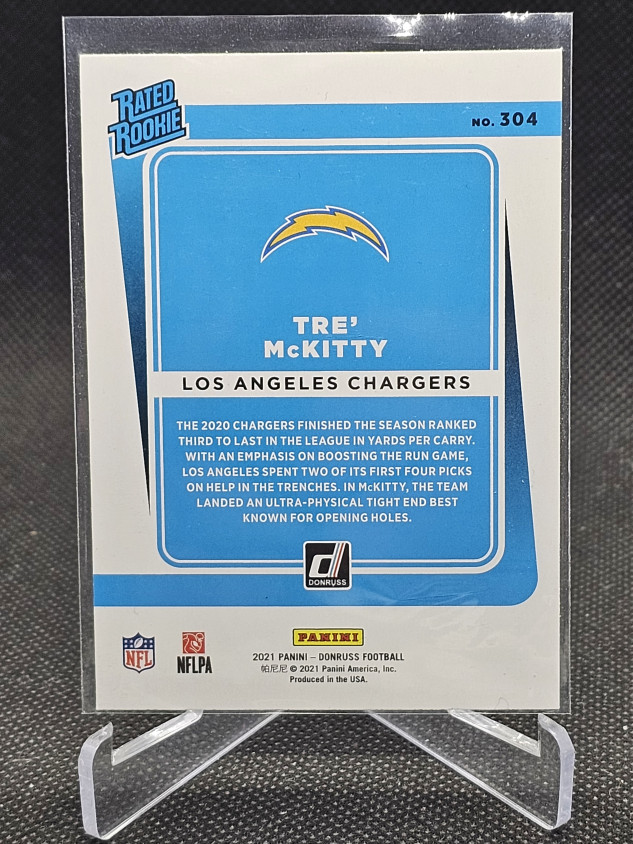 RATED
ROOKIE
NO. 304
TRE'
McKITTY
LOS ANGELES CHARGERS
THE 2020 CHARGERS FINISHED THE SEASON RANKED
THIRD TO LAST IN THE LEAGUE IN YARDS PER CARRY.
WITH AN EMPHASIS ON BOOSTING THE RUN GAME,
LOS ANGELES SPENT TWO OF ITS FIRST FOUR PICKS
ON HELP IN THE TRENCHES. IN McKITTY, THE TEAM
LANDED AN ULTRA-PHYSICAL TIGHT END BEST
KNOWN FOR OPENING HOLES.
d
DONRUSS
NFL
NFLPA
PANINI
2021 PANINI – DONRUSS FOOTBALL
帕尼尼 © 2021 Panini America, Inc.
Produced in the USA.